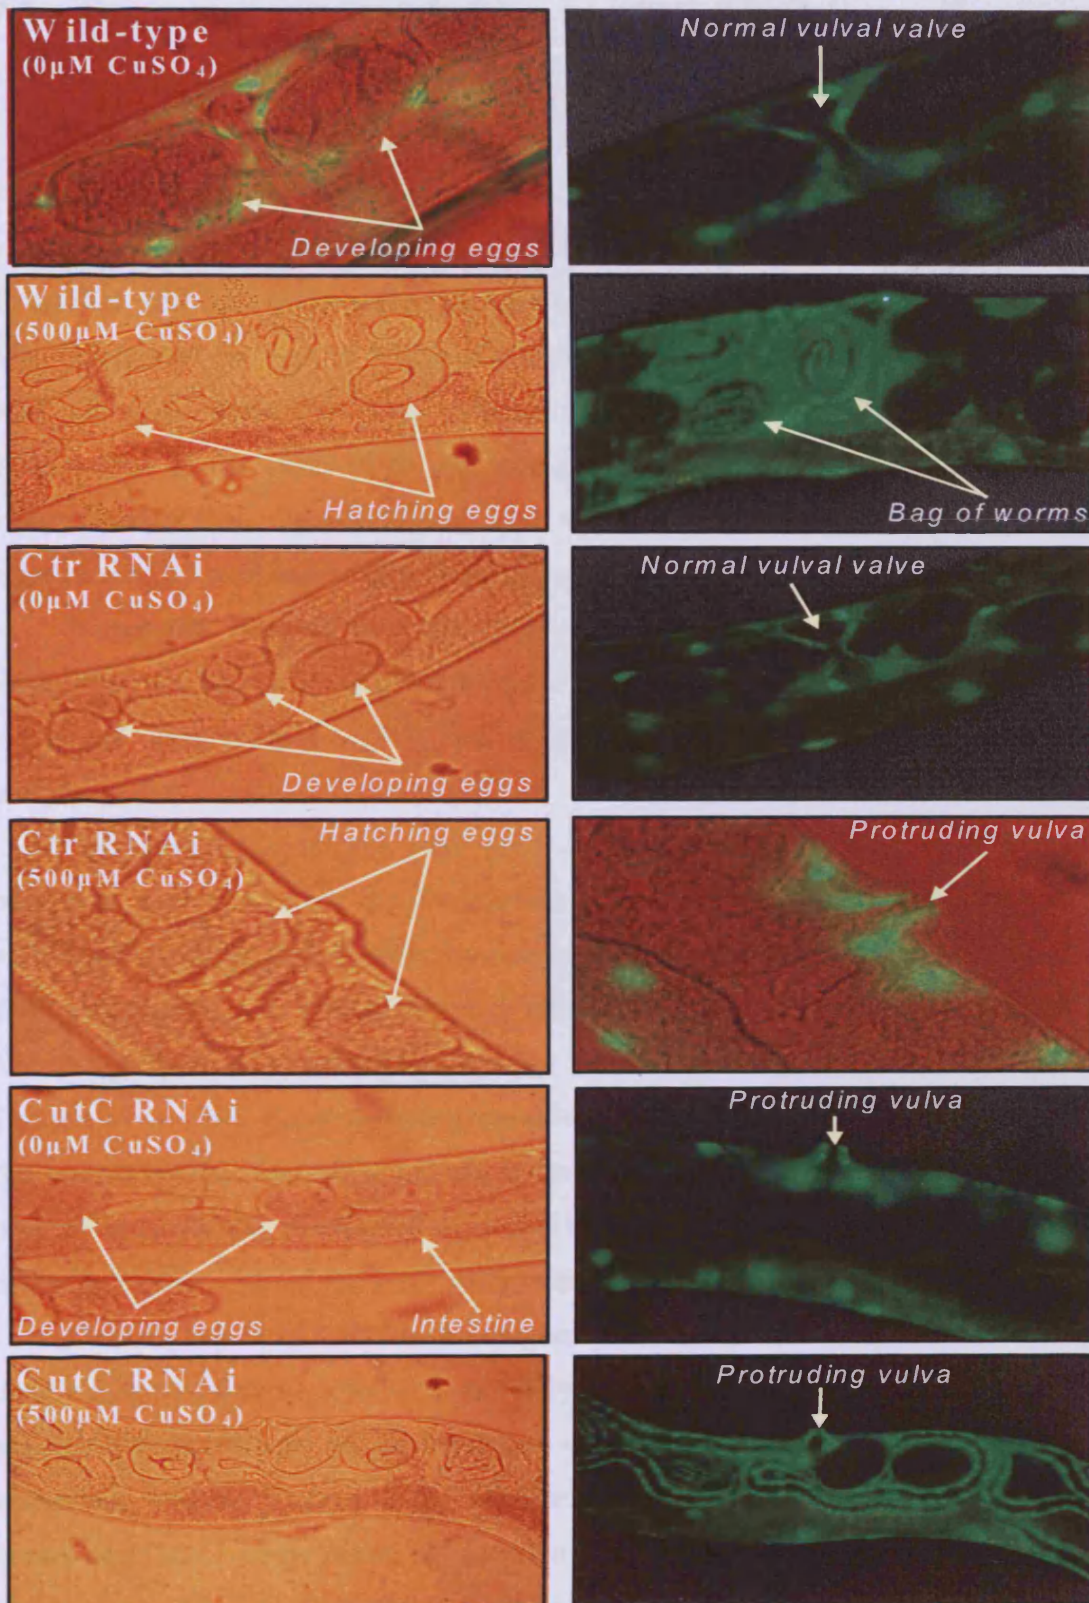 Wild-type
(0μM CuSO₄)
Developing eggs
Normal vulval valve
Wild-type
(500μM CuSO₄)
Hatching eggs
Bag of worms
Ctr RNAi
(0μM CuSO₄)
Developing eggs
Normal vulval valve
Ctr RNAi
(500μM CuSO₄)
Hatching eggs
Protruding vulva
CutC RNAi
(0μM CuSO₄)
Developing eggs
Intestine
Protruding vulva
CutC RNAi
(500μM CuSO₄)
Protruding vulva